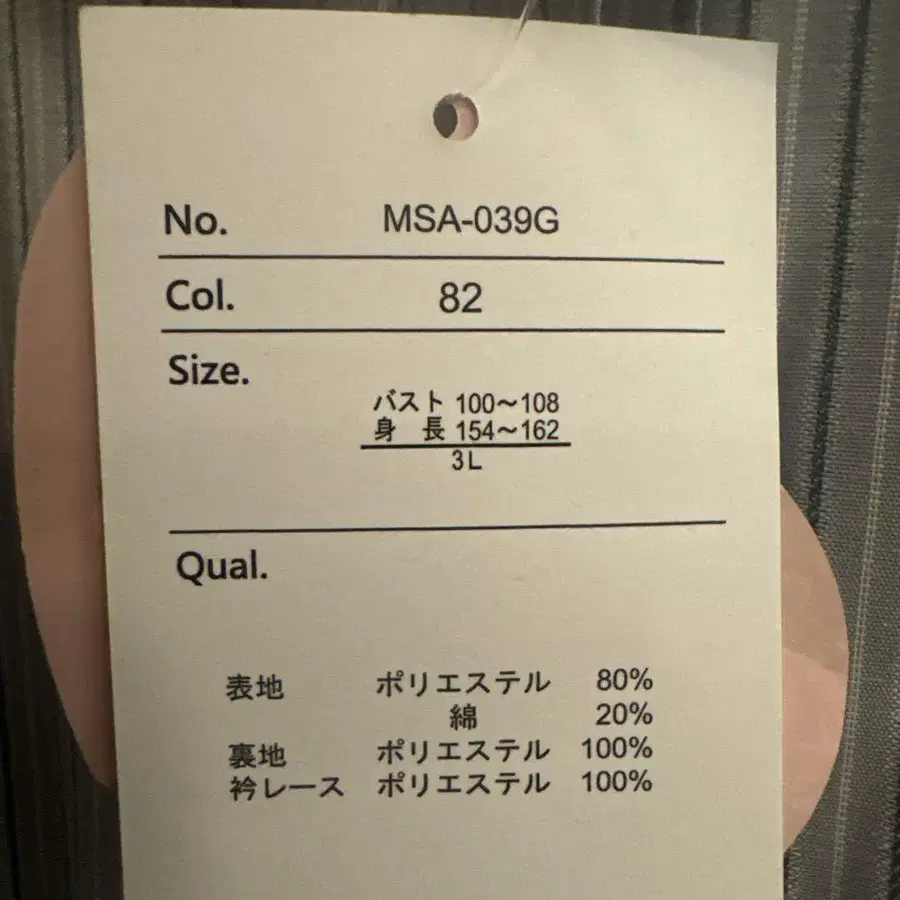 No. MSA-039G
Col. 82
Size.
バスト 100〜108
身 長 154〜162
3L
Qual.
表地 ポリエステル 80%
綿 20%
裏地 ポリエステル 100%
衿レース ポリエステル 100%